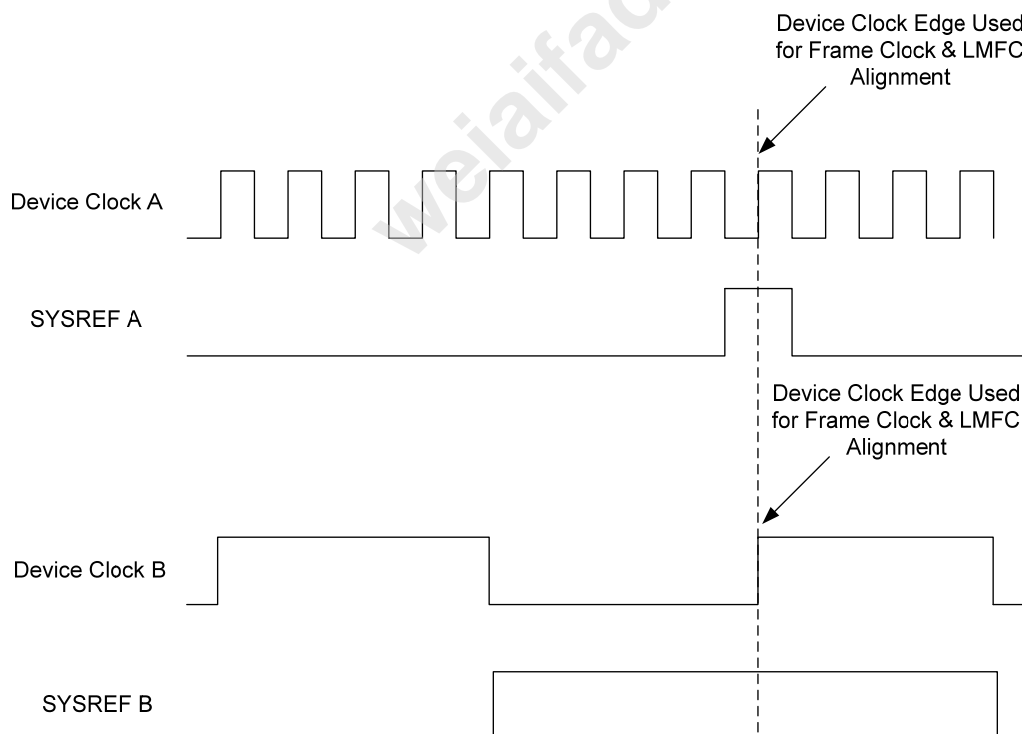 Device Clock Edge Used
for Frame Clock & LMFC
Alignment
Device Clock A
SYSREF A
Device Clock Edge Used
for Frame Clock & LMFC
Alignment
Device Clock B
SYSREF B
weiaifad